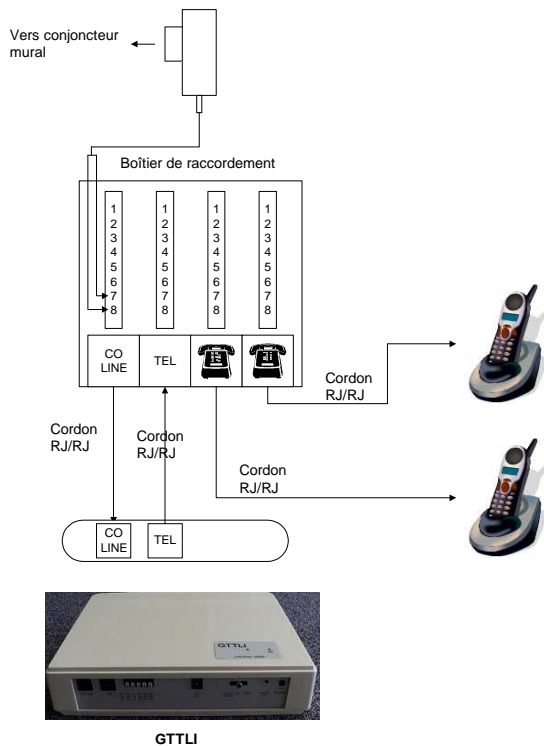 Vers conjoncteur
mural
Boîtier de raccordement
1 1 1 1
2 2 2 2
3 3 3 3
4 4 4 4
5 5 5 5
6 6 6 6
7 7 7 7
8 8 8 8
CO
LINE
TEL
Cordon
RJ/RJ
Cordon
RJ/RJ
Cordon
RJ/RJ
Cordon
RJ/RJ
CO
LINE
TEL
GTTLI
GTTLI